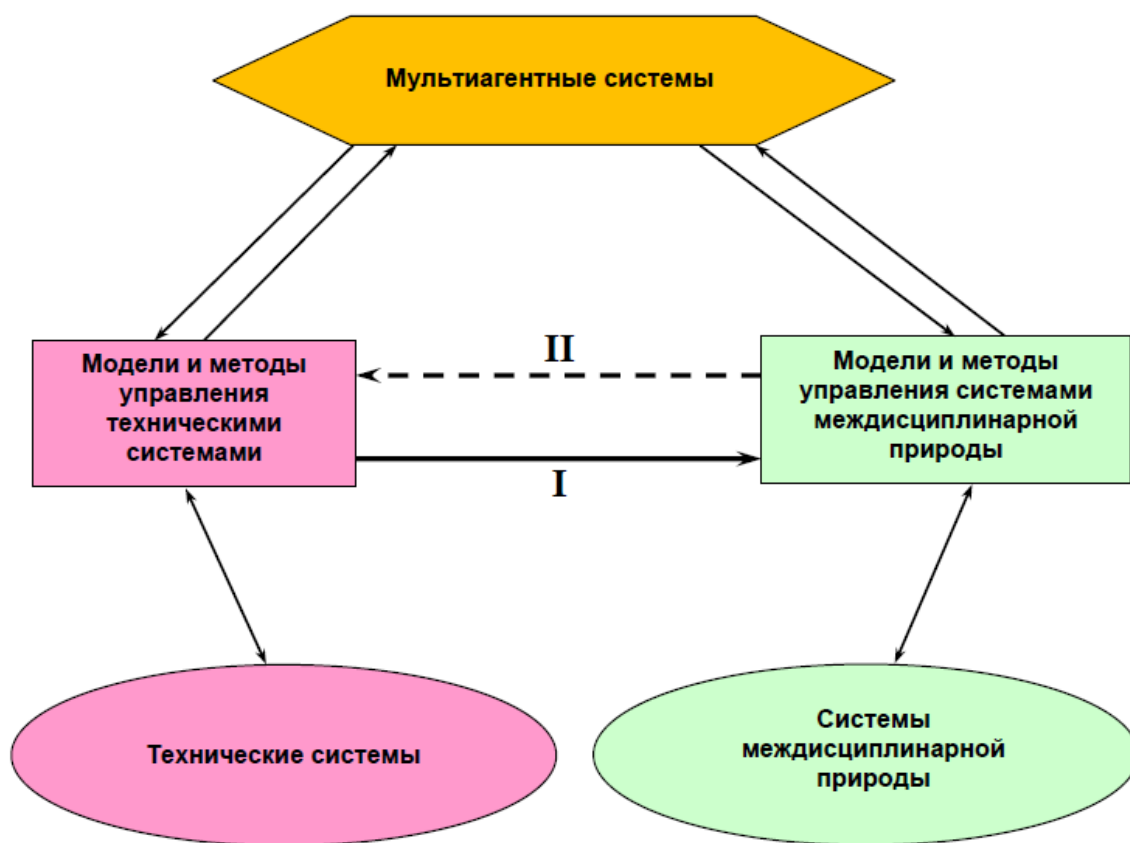 Мультиагентные системы
II
Модели и методы
управления
техническими
системами
Модели и методы
управления системами
междисциплинарной
природы
I
Технические системы
Системы
междисциплинарной
природы